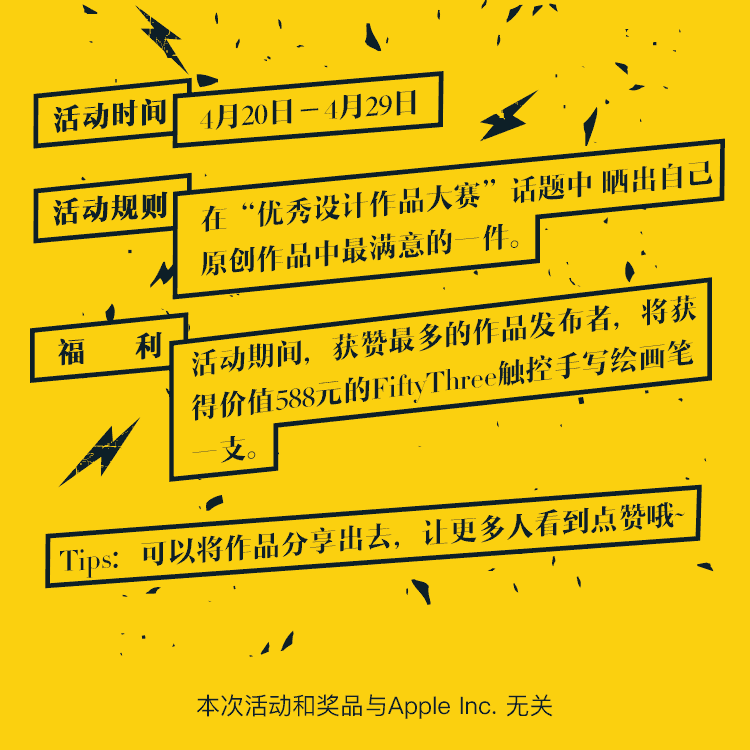 活动时间
4月20日－4月29日
活动规则
在“优秀设计作品大赛”话题中 晒出自己
原创作品中最满意的一件。
福 利
活动期间，获赞最多的作品发布者，将获
得价值588元的FiftyThree触控手写绘画笔
一支。
Tips：可以将作品分享出去，让更多人看到点赞哦~
本次活动和奖品与Apple Inc. 无关